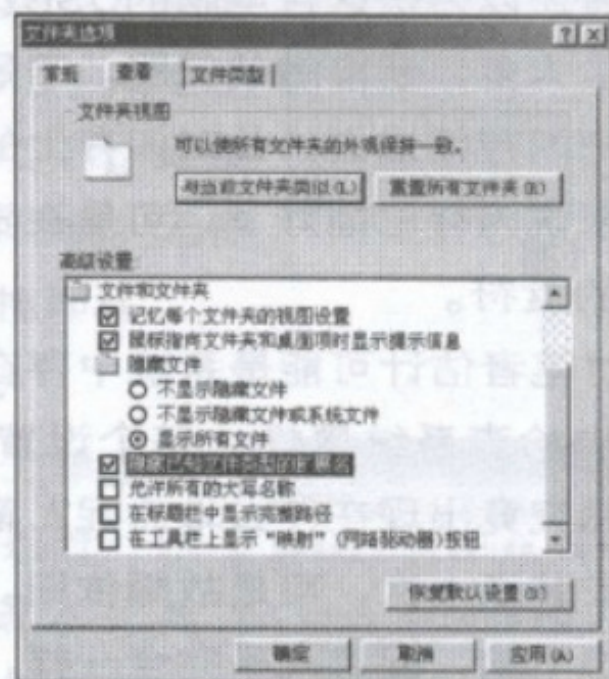 文件夹选项
常规 查看 文件类型
文件夹视图
可以使所有文件夹的外观保持一致。
与当前文件夹类似(L) 重置所有文件夹(R)
高级设置
文件和文件夹
记忆每个文件夹的视图设置
鼠标指向文件夹和桌面项时显示提示信息
隐藏文件
不显示隐藏文件
不显示隐藏文件或系统文件
显示所有文件
隐藏已知文件类型的扩展名
允许所有的大写名称
在标题栏中显示完整路径
在工具栏上显示“映射”(网络驱动器)按钮
恢复默认设置(D)
确定 取消 应用(A)